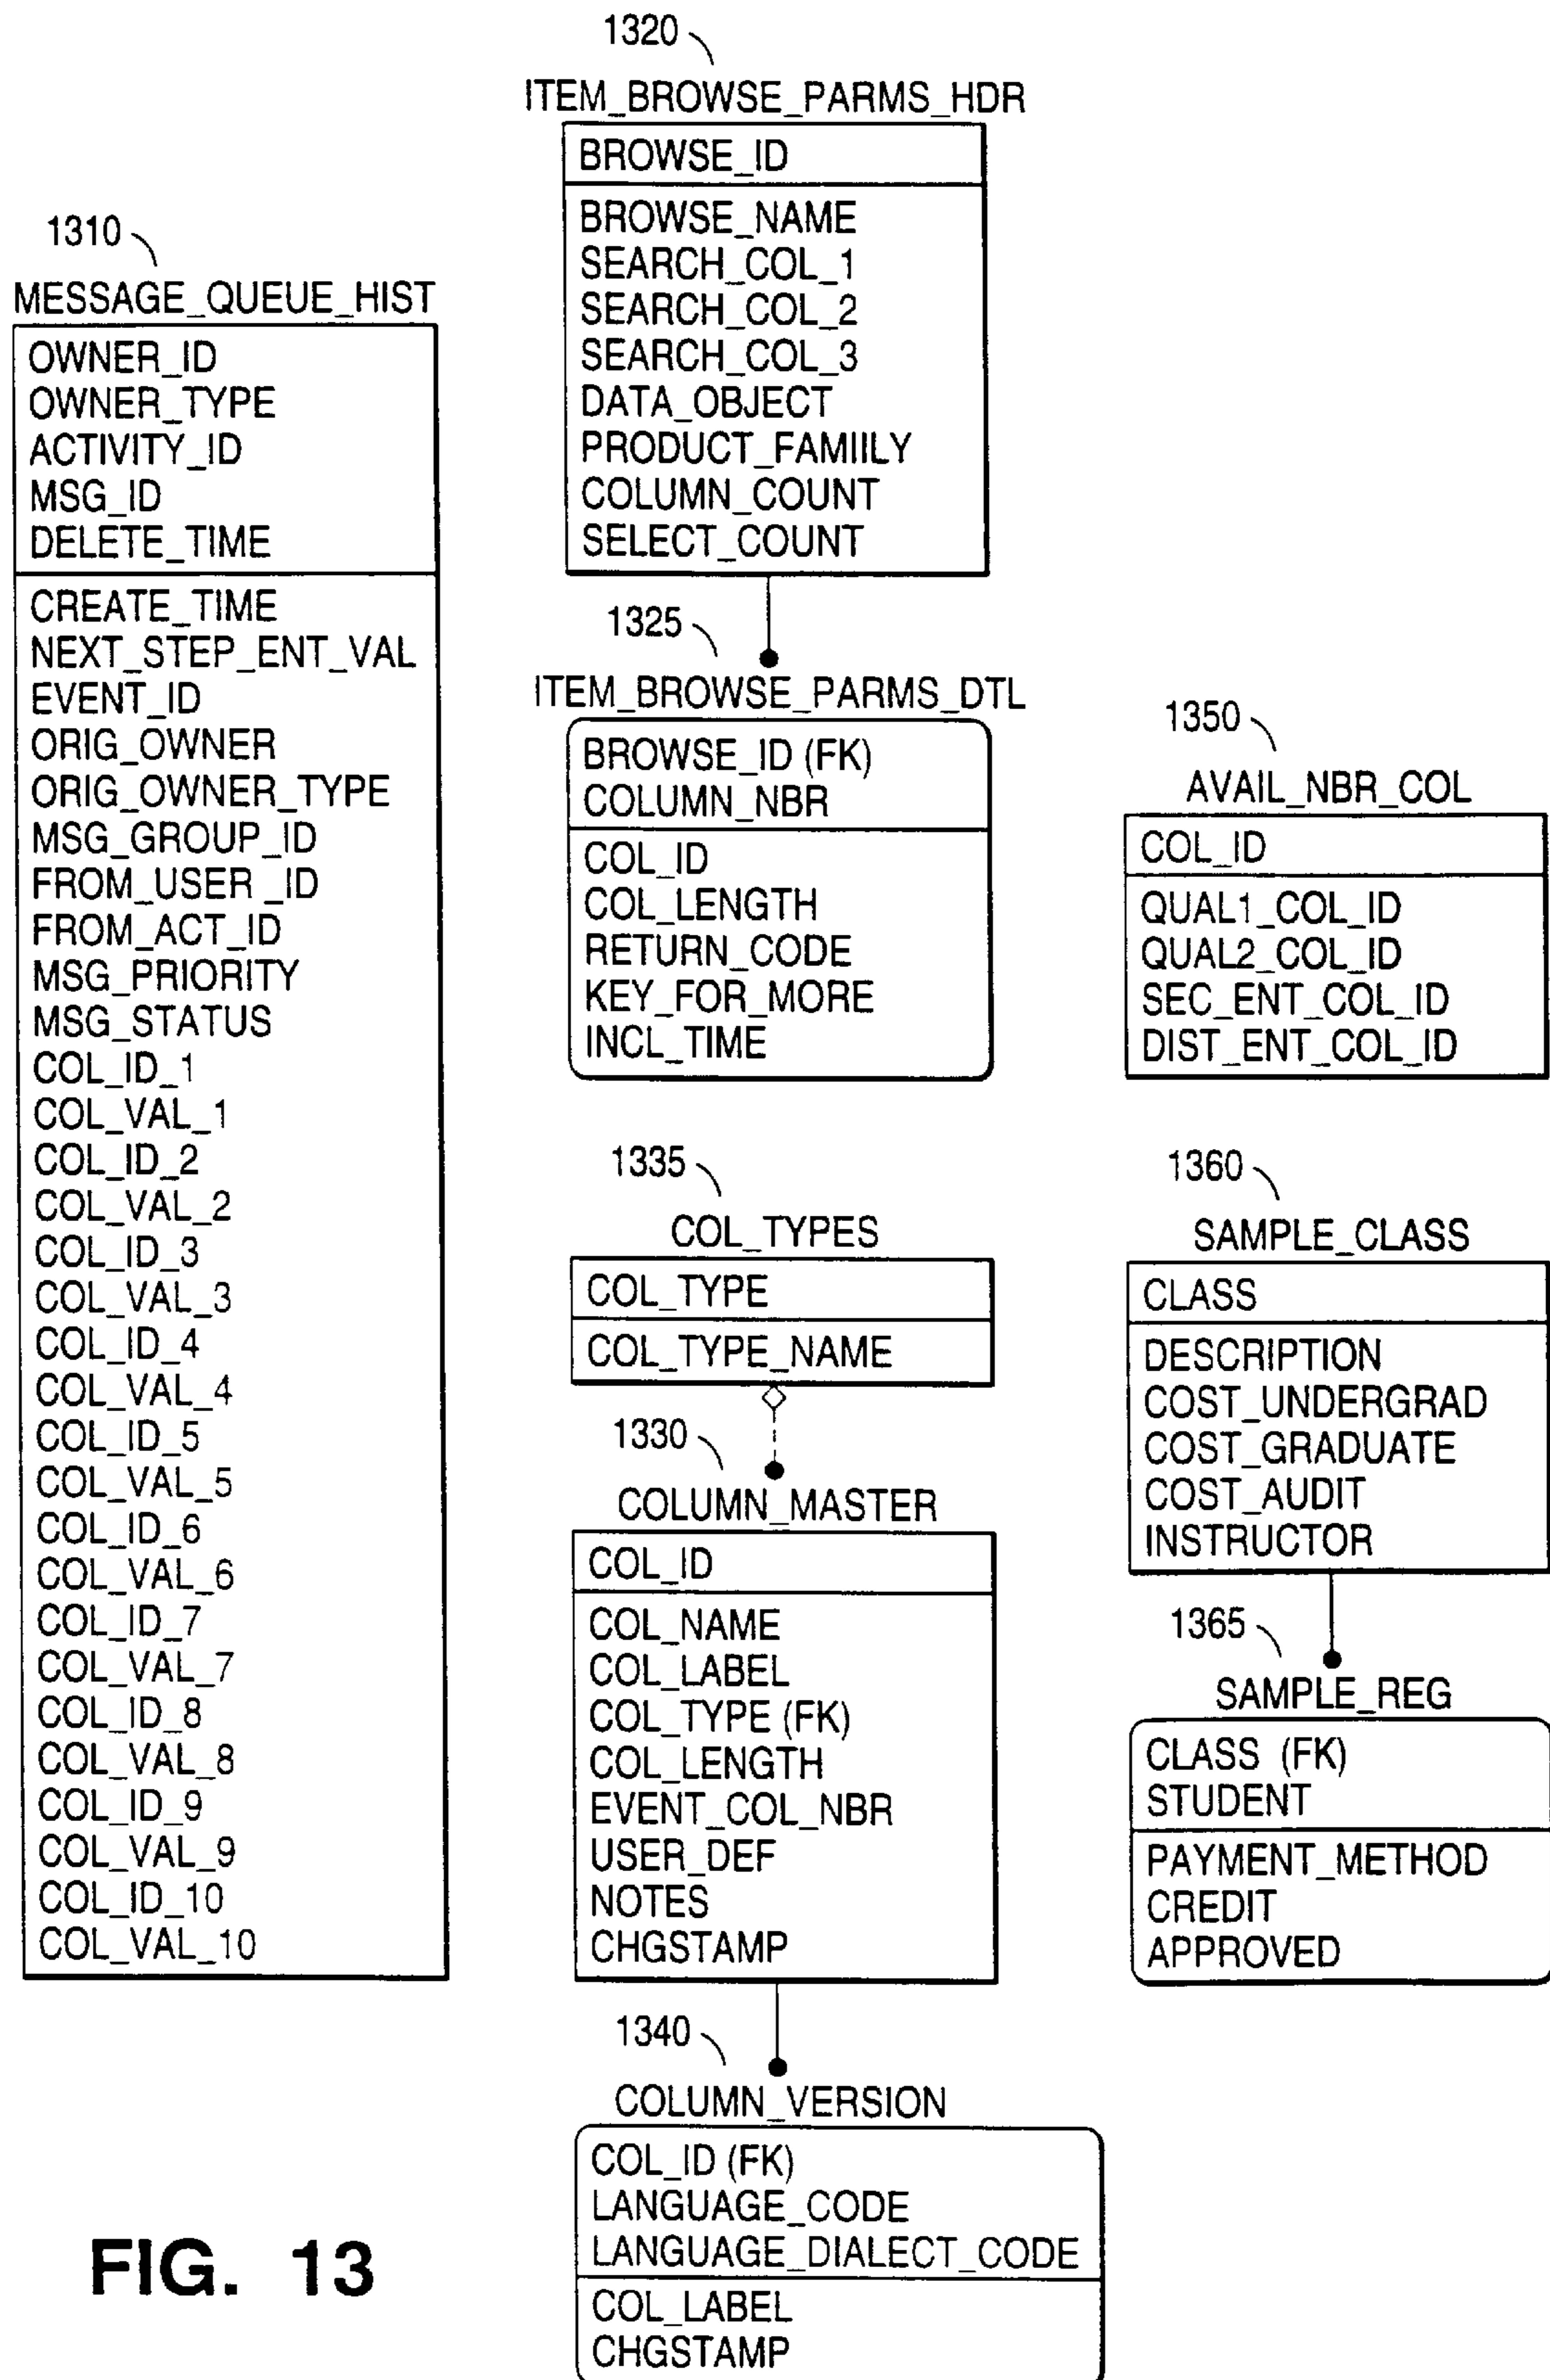 1310
MESSAGE_QUEUE_HIST
OWNER_ID
OWNER_TYPE
ACTIVITY_ID
MSG_ID
DELETE_TIME
CREATE_TIME
NEXT_STEP_ENT_VAL
EVENT_ID
ORIG_OWNER
ORIG_OWNER_TYPE
MSG_GROUP_ID
FROM_USER _ID
FROM_ACT_ID
MSG_PRIORITY
MSG_STATUS
COL_ID_1
COL_VAL_1
COL_ID_2
COL_VAL_2
COL_ID_3
COL_VAL_3
COL_ID_4
COL_VAL_4
COL_ID_5
COL_VAL_5
COL_ID_6
COL_VAL_6
COL_ID_7
COL_VAL_7
COL_ID_8
COL_VAL_8
COL_ID_9
COL_VAL_9
COL_ID_10
COL_VAL_10
1320
ITEM_BROWSE_PARMS_HDR
BROWSE_ID
BROWSE_NAME
SEARCH_COL_1
SEARCH_COL_2
SEARCH_COL_3
DATA_OBJECT
PRODUCT_FAMIILY
COLUMN_COUNT
SELECT_COUNT
1325
ITEM_BROWSE_PARMS_DTL
BROWSE_ID (FK)
COLUMN_NBR
COL_ID
COL_LENGTH
RETURN_CODE
KEY_FOR_MORE
INCL_TIME
1335
COL_TYPES
COL_TYPE
COL_TYPE_NAME
1330
COLUMN_MASTER
COL_ID
COL_NAME
COL_LABEL
COL_TYPE (FK)
COL_LENGTH
EVENT_COL_NBR
USER_DEF
NOTES
CHGSTAMP
1340
COLUMN_VERSION
COL_ID (FK)
LANGUAGE_CODE
LANGUAGE_DIALECT_CODE
COL_LABEL
CHGSTAMP
1350
AVAIL_NBR_COL
COL_ID
QUAL1_COL_ID
QUAL2_COL_ID
SEC_ENT_COL_ID
DIST_ENT_COL_ID
1360
SAMPLE_CLASS
CLASS
DESCRIPTION
COST_UNDERGRAD
COST_GRADUATE
COST_AUDIT
INSTRUCTOR
1365
SAMPLE_REG
CLASS (FK)
STUDENT
PAYMENT_METHOD
CREDIT
APPROVED
FIG. 13